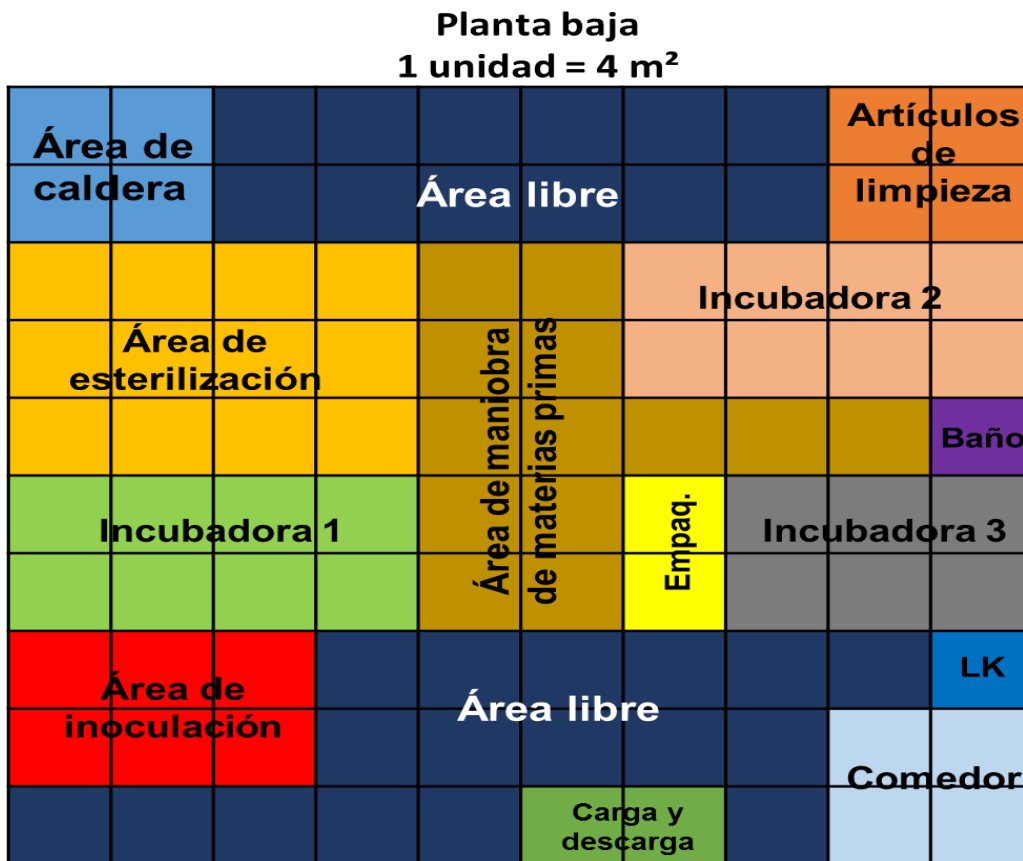 Planta baja
1 unidad = 4 m²
Área de
caldera
Área libre
Artículos
de
limpieza
Área de
esterilización
Área de maniobra
de materias primas
Incubadora 2
Baño
Incubadora 1
Empaq.
Incubadora 3
Área de
inoculación
Área libre
LK
Comedor
Carga y
descarga